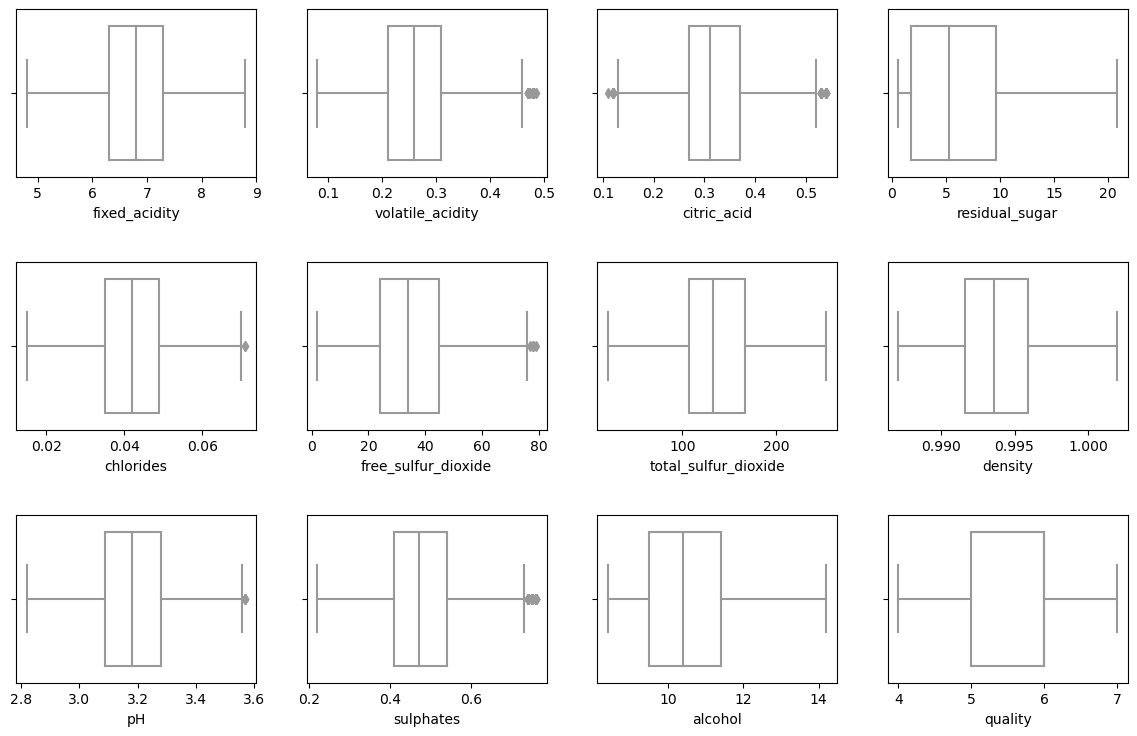 5 6 7 8 9
fixed_acidity
0.1 0.2 0.3 0.4 0.5
volatile_acidity
0.1 0.2 0.3 0.4 0.5
citric_acid
0 5 10 15 20
residual_sugar
0.02 0.04 0.06
chlorides
0 20 40 60 80
free_sulfur_dioxide
100 200
total_sulfur_dioxide
0.990 0.995 1.000
density
2.8 3.0 3.2 3.4 3.6
pH
0.2 0.4 0.6
sulphates
10 12 14
alcohol
4 5 6 7
quality